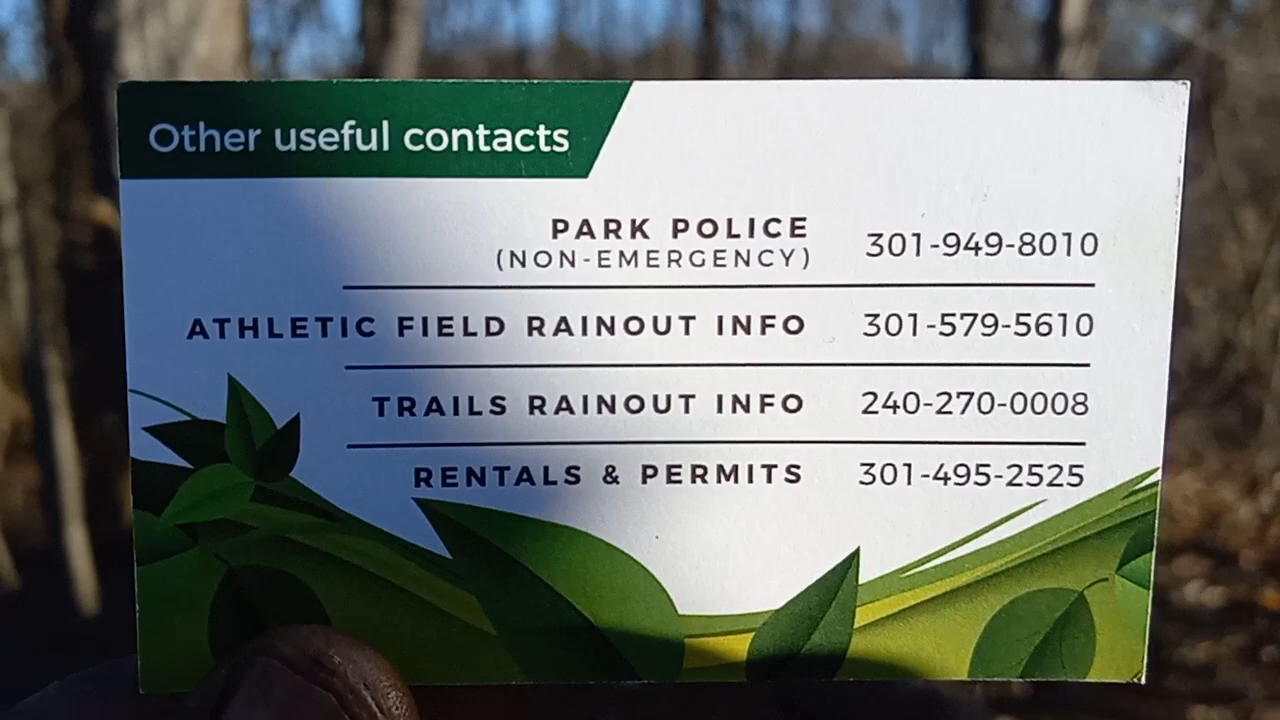 Other useful contacts
PARK POLICE
(NON-EMERGENCY) 301-949-8010
ATHLETIC FIELD RAINOUT INFO 301-579-5610
TRAILS RAINOUT INFO 240-270-0008
RENTALS & PERMITS 301-495-2525